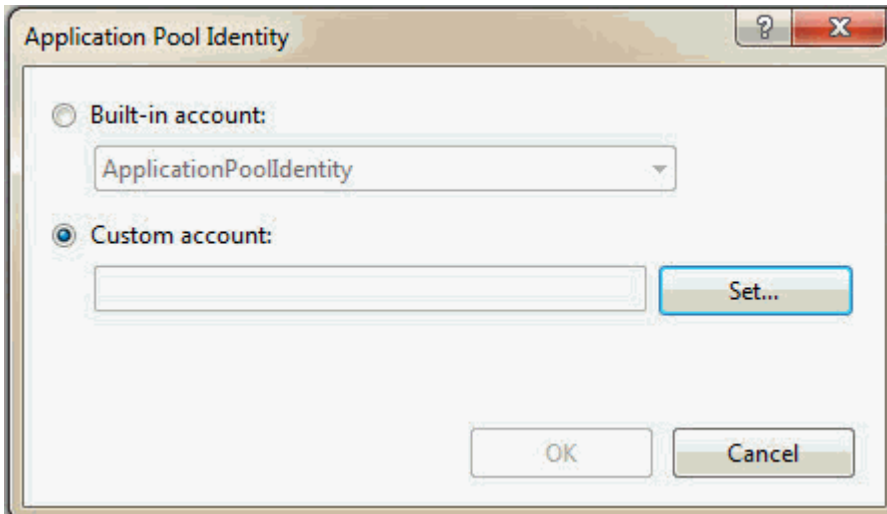 Application Pool Identity
?
Built-in account:
ApplicationPoolIdentity
Custom account:
Set...
OK
Cancel